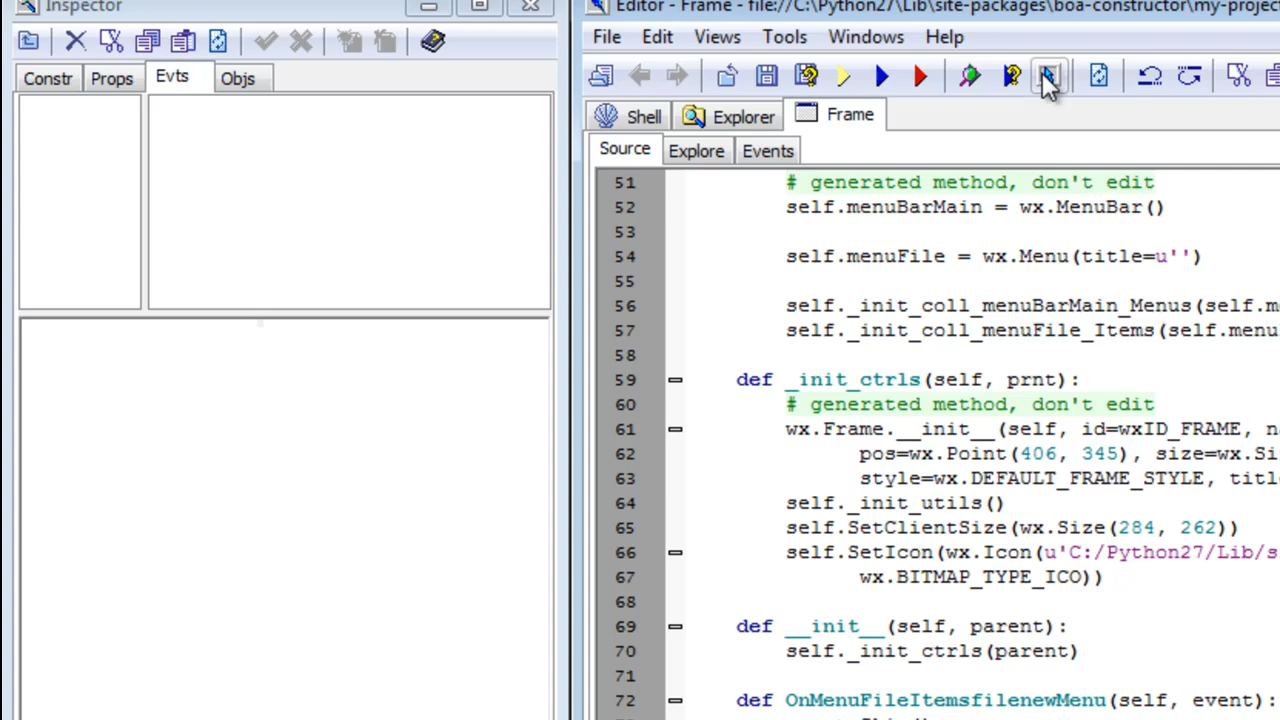 Inspector
Editor - Frame - file://C:\Python27\Lib\site-packages\boa-constructor\my-project
File Edit Views Tools Windows Help
Constr Props Evts Objs
Shell Explorer Frame
Source Explore Events
51 # generated method, don't edit
52 self.menuBarMain = wx.MenuBar()
53
54 self.menuFile = wx.Menu(title=u'')
55
56 self._init_coll_menuBarMain_Menus(self.m
57 self._init_coll_menuFile_Items(self.menu
58
59 def _init_ctrls(self, prnt):
60 # generated method, don't edit
61 wx.Frame.__init__(self, id=wxID_FRAME, n
62 pos=wx.Point(406, 345), size=wx.Si
63 style=wx.DEFAULT_FRAME_STYLE, titl
64 self._init_utils()
65 self.SetClientSize(wx.Size(284, 262))
66 self.SetIcon(wx.Icon(u'C:/Python27/Lib/s
67 wx.BITMAP_TYPE_ICO))
68
69 def __init__(self, parent):
70 self._init_ctrls(parent)
71
72 def OnMenuFileItemsfilenewMenu(self, event):